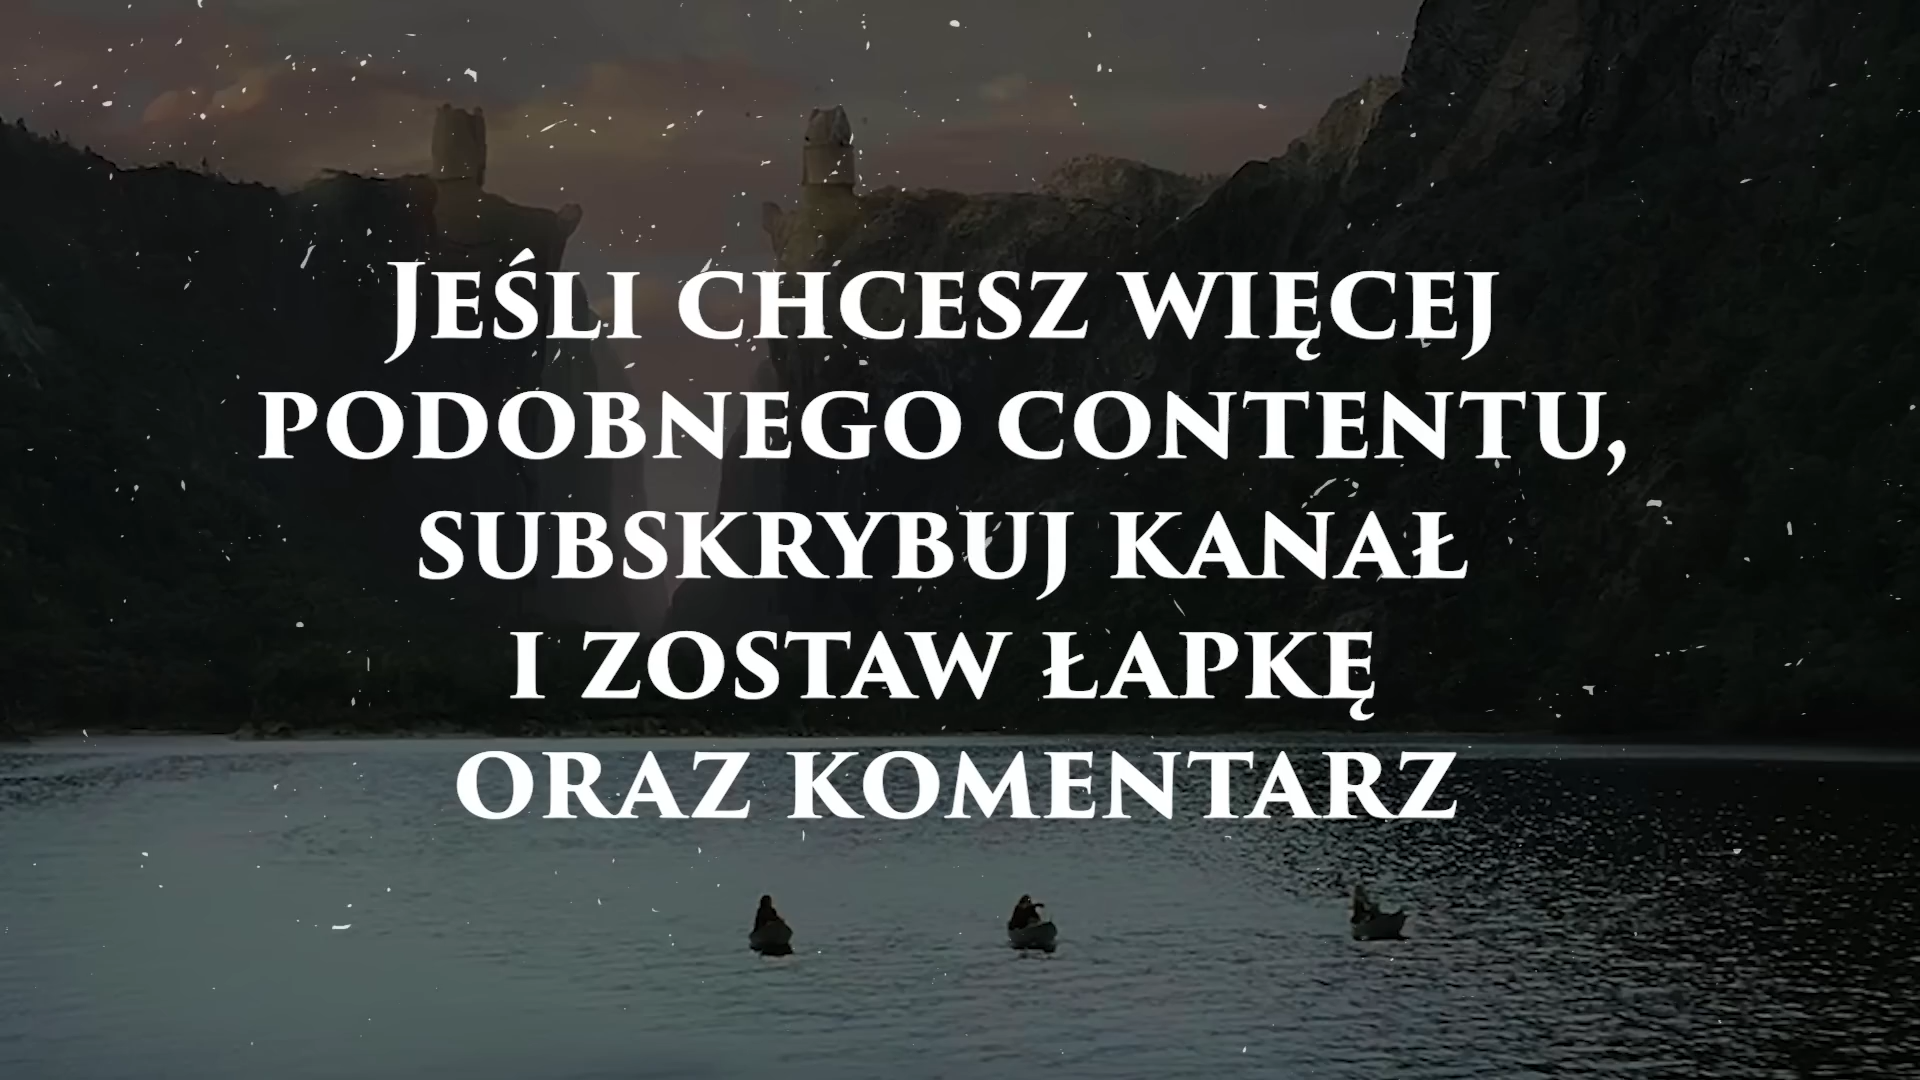 Jeśli chcesz więcej
podobnego contentu,
subskrybuj kanał
i zostaw łapkę
oraz komentarz